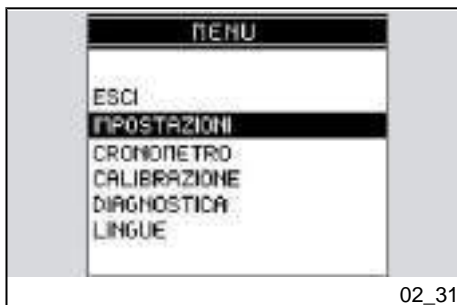 MENU
ESCI
IMPOSTAZIONI
CRONOMETRO
CALIBRAZIONE
DIAGNOSTICA
LINGUE
02_31